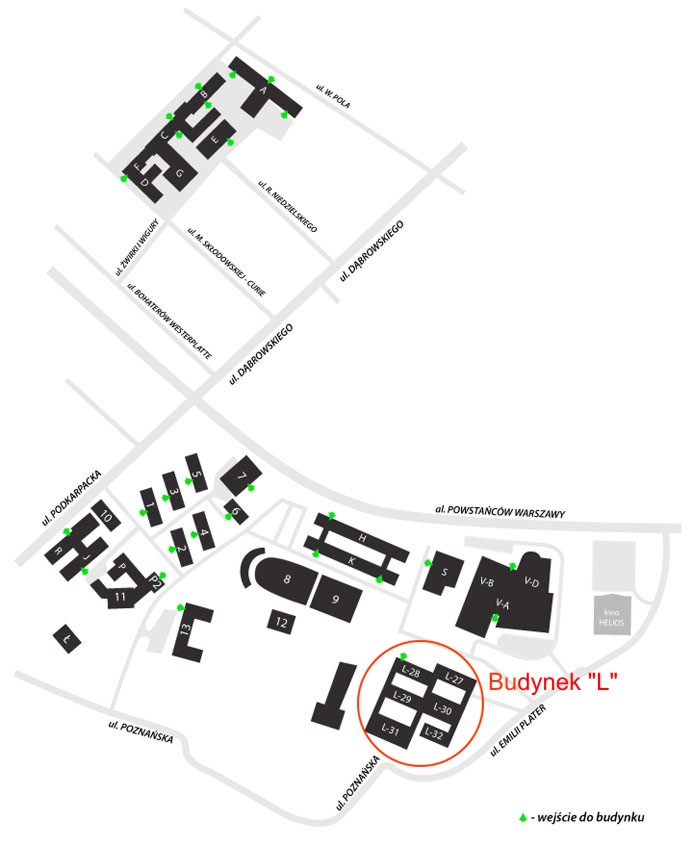 ul. W. POLA
A
B
C
E
F
D
G
ul. R. NIEDZIELSKIEGO
ul. ŻWIRKI I WIGURY
ul. M. SKŁODOWSKIEJ - CURIE
ul. DĄBROWSKIEGO
ul. BOHATERÓW WESTERPLATTE
ul. DĄBROWSKIEGO
ul. PODKARPACKA
5
7
3
1
6
10
4
2
al. POWSTAŃCÓW WARSZAWY
H
K
R
J
P
P2
8
S
V-B
V-D
11
9
V-A
kino
HELIOS
12
13
Ł
L-28
L-27
Budynek "L"
L-29
L-30
L-31
L-32
ul. POZNAŃSKA
ul. EMILII PLATER
ul. POZNAŃSKA
- wejście do budynku